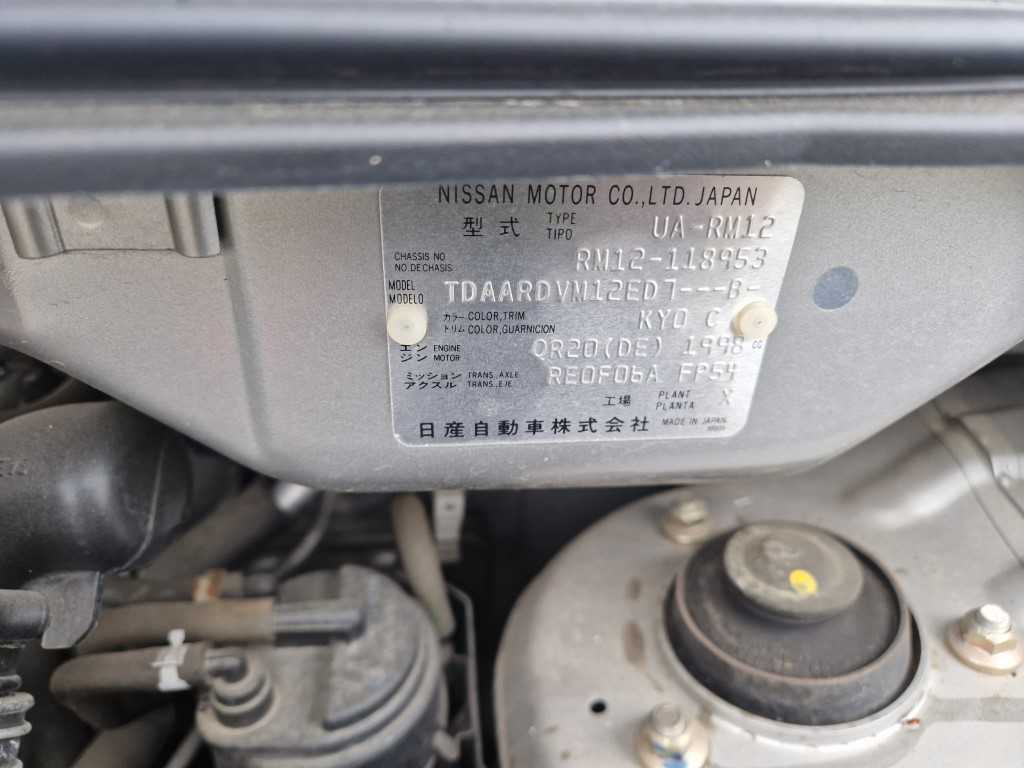 NISSAN MOTOR CO.,LTD. JAPAN
型式 TYPE TIPO UA-RM12
CHASSIS NO NO.DECHASIS RM12-118953
MODEL MODELO TDAARDVM12ED7---B-
カラー COLOR,TRIM トリム COLOR,GUARNICION KY0 C
エンジン ENGINE MOTOR QR20(DE) 1998 CC
ミッション TRANS. AXLE アクスル TRANS. EJE RE0F06A FP54
工場 PLANT PLANTA X
日産自動車株式会社 MADE IN JAPAN